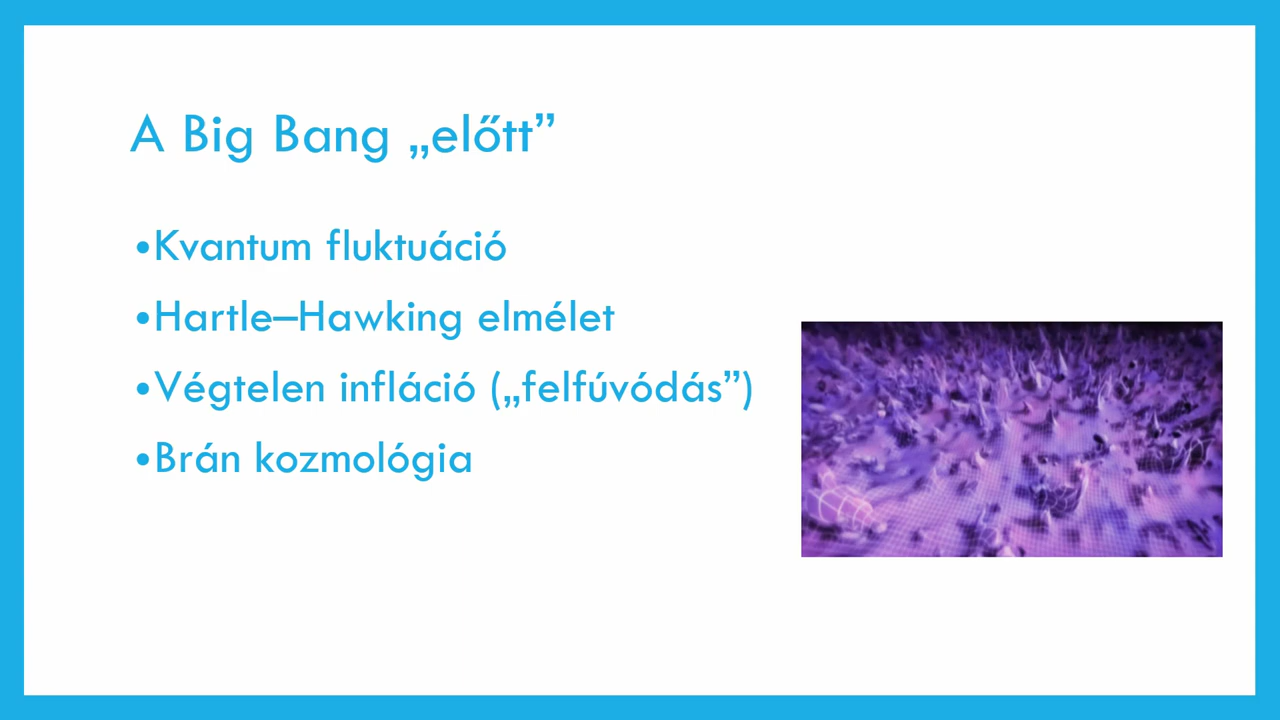 A Big Bang „előtt”
•Kvantum fluktuáció
•Hartle–Hawking elmélet
•Végtelen infláció („felfúvódás”)
•Brán kozmológia